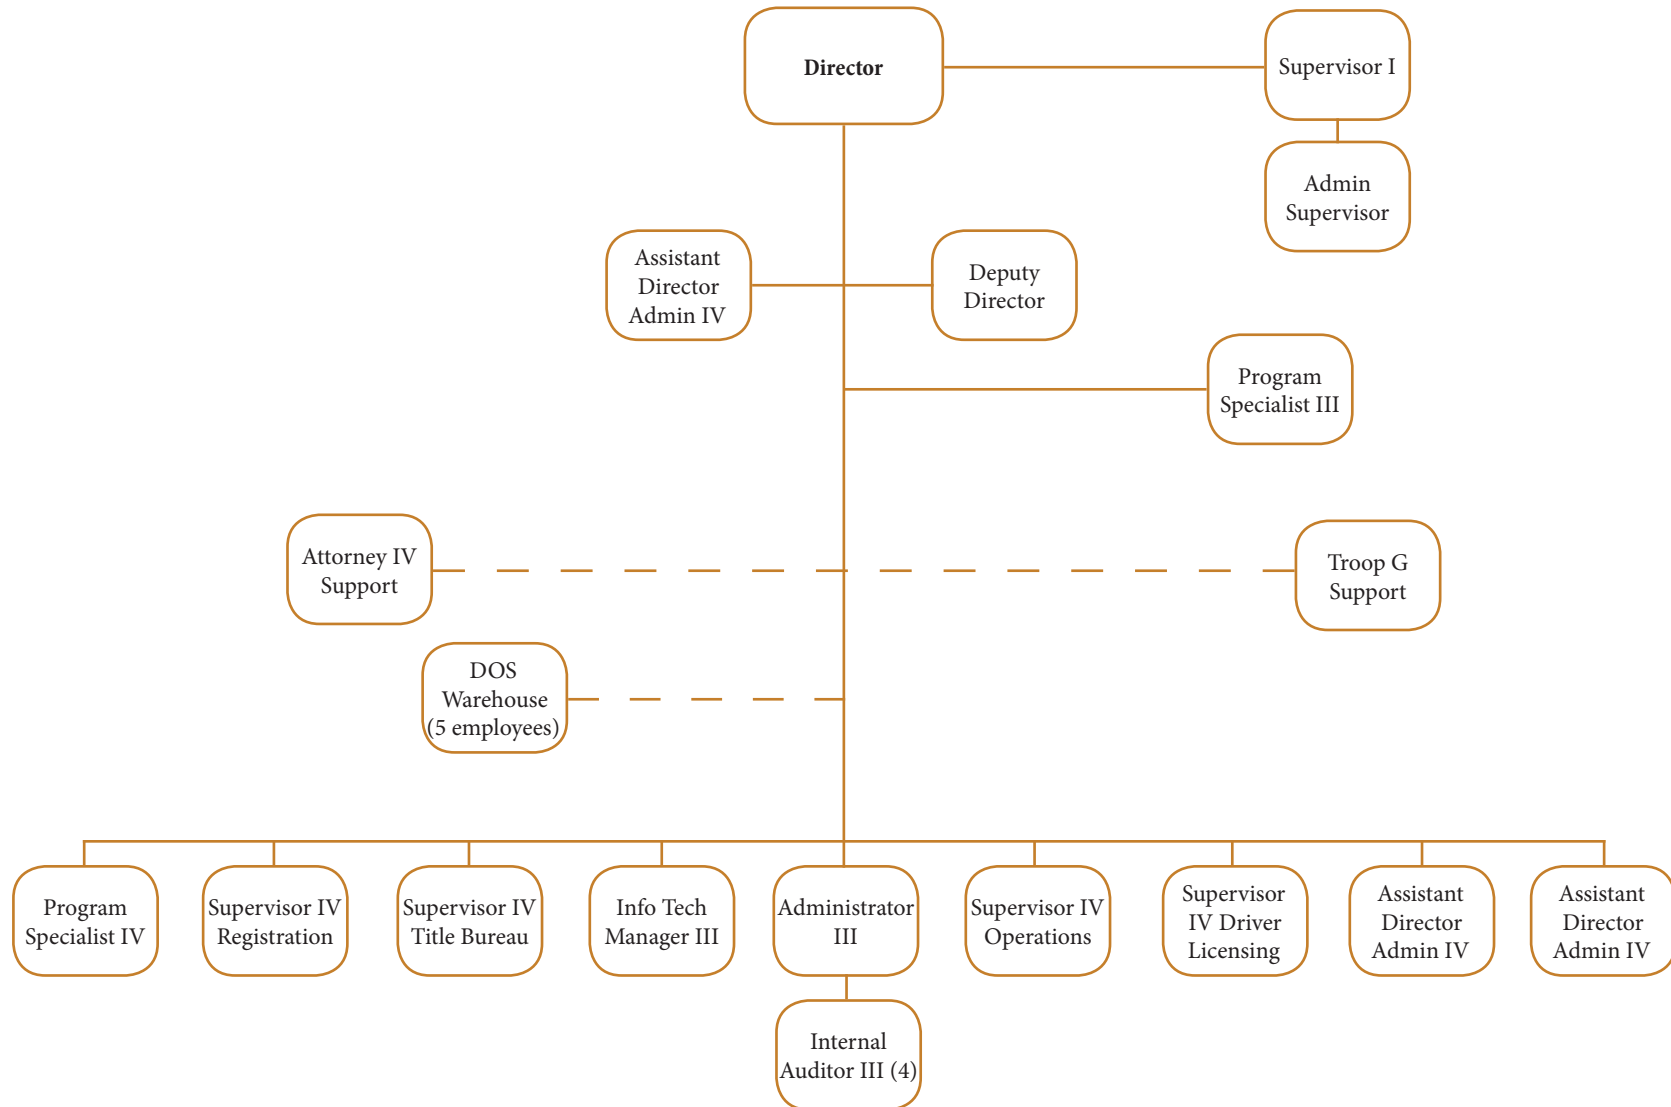 Director
Supervisor I
Admin
Supervisor
Assistant
Director
Admin IV
Deputy
Director
Program
Specialist III
Attorney IV
Support
Troop G
Support
DOS
Warehouse
(5 employees)
Program
Specialist IV
Supervisor IV
Registration
Supervisor IV
Title Bureau
Info Tech
Manager III
Administrator
III
Supervisor IV
Operations
Supervisor
IV Driver
Licensing
Assistant
Director
Admin IV
Assistant
Director
Admin IV
Internal
Auditor III (4)